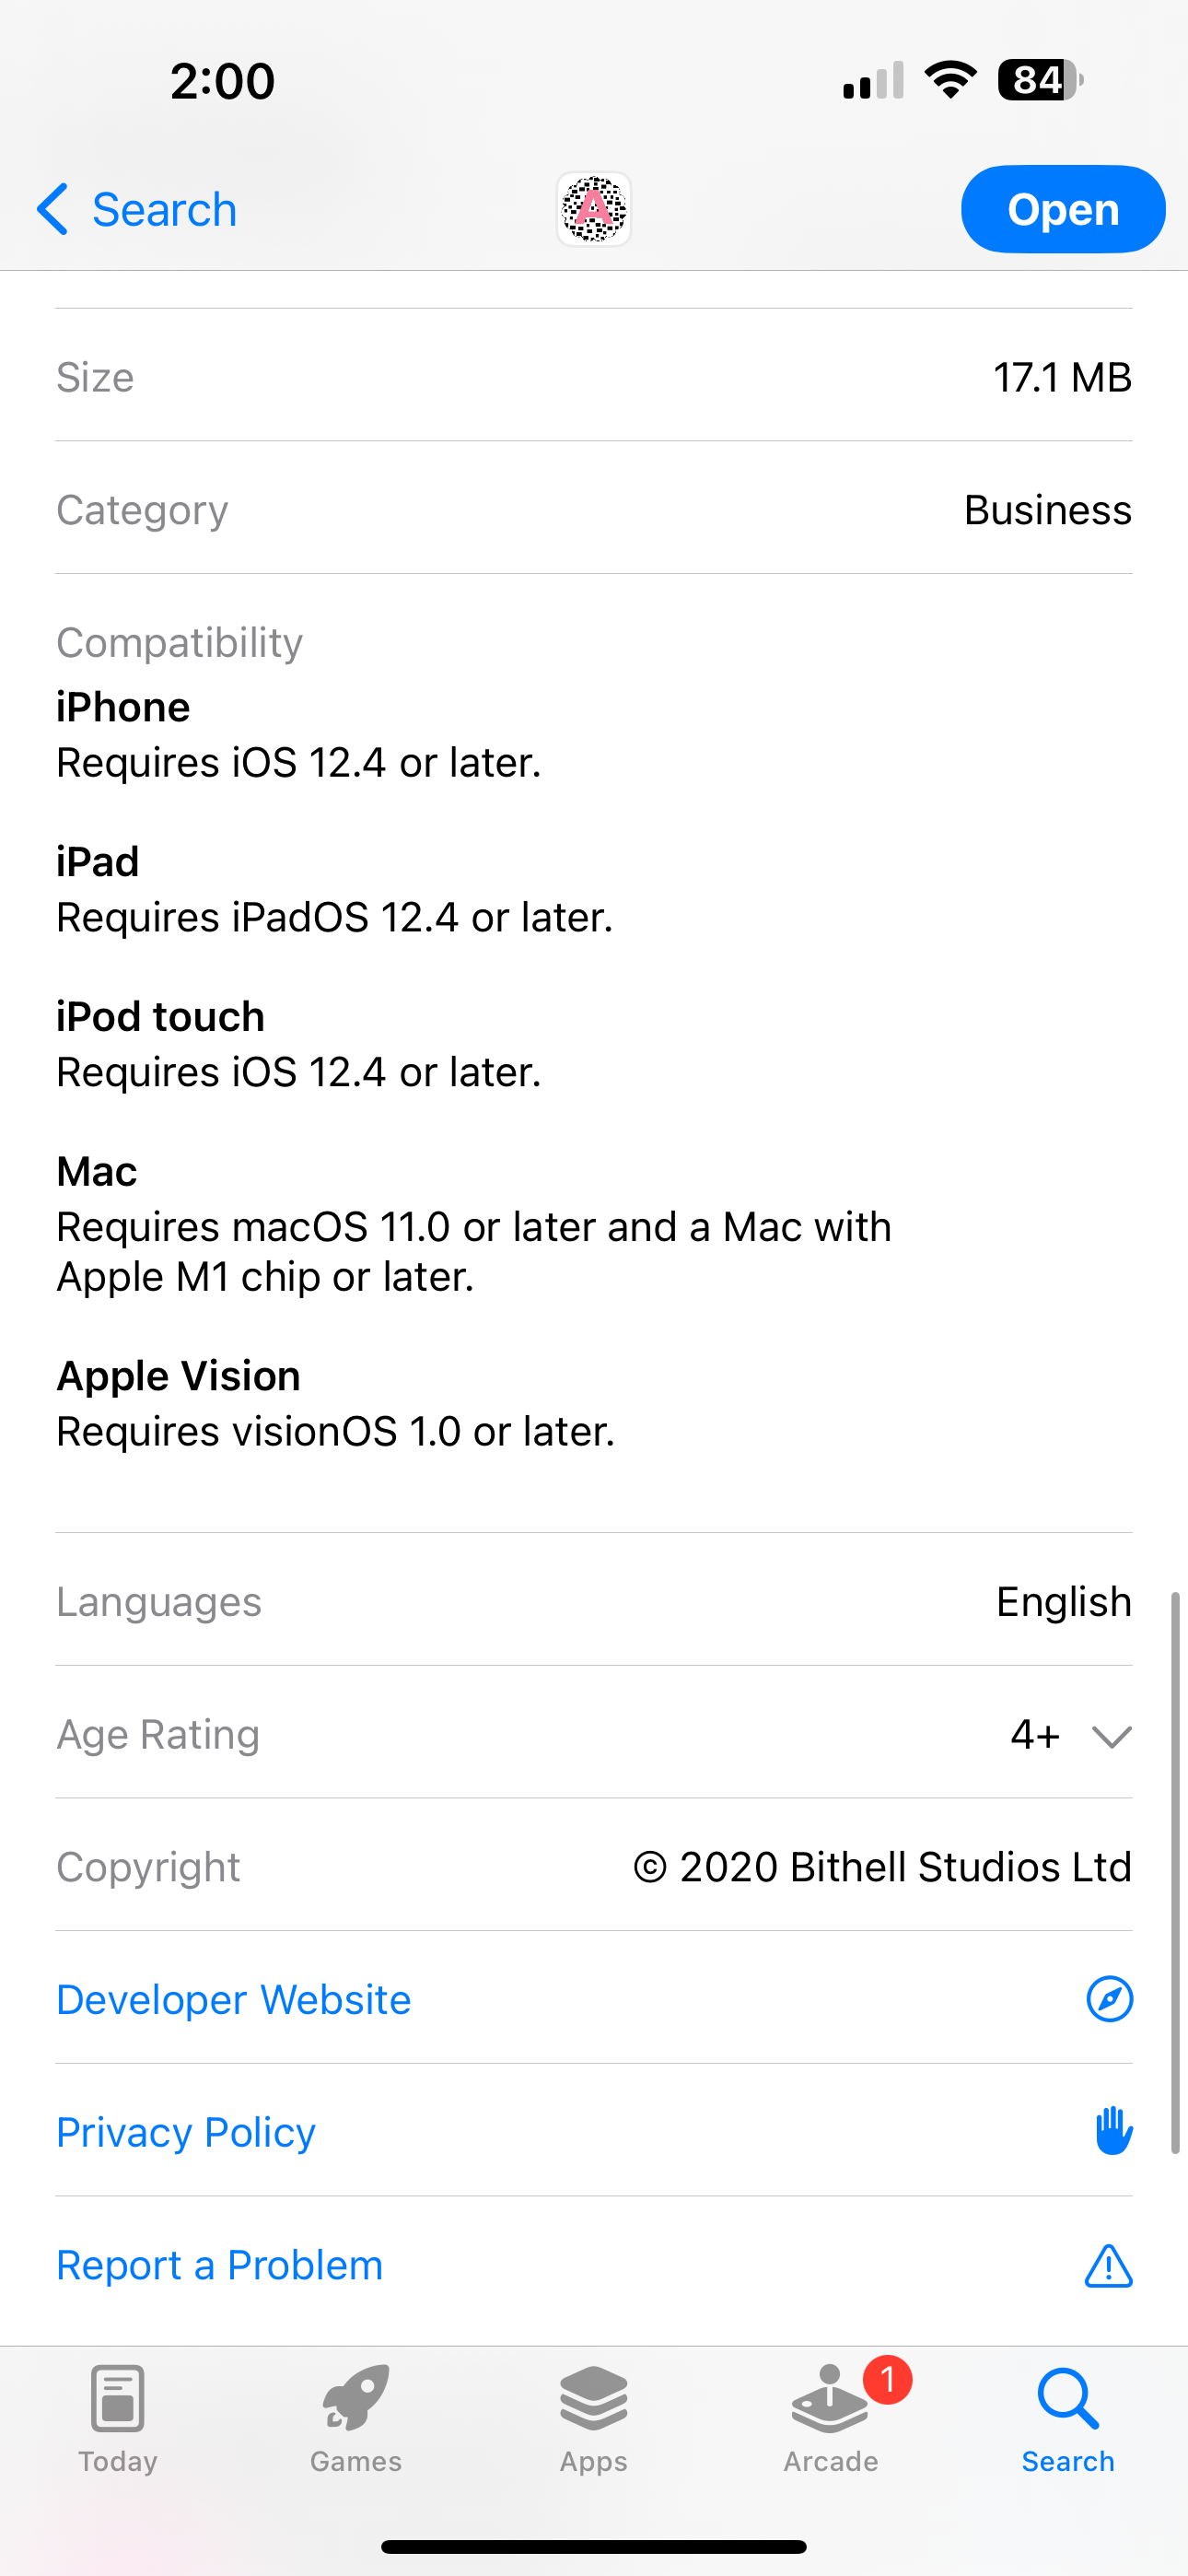 2:00
84
Search
A
Open
Size
17.1 MB
Category
Business
Compatibility
iPhone
Requires iOS 12.4 or later.
iPad
Requires iPadOS 12.4 or later.
iPod touch
Requires iOS 12.4 or later.
Mac
Requires macOS 11.0 or later and a Mac with
Apple M1 chip or later.
Apple Vision
Requires visionOS 1.0 or later.
Languages
English
Age Rating
4+
Copyright
© 2020 Bithell Studios Ltd
Developer Website
Privacy Policy
Report a Problem
1
Today
Games
Apps
Arcade
Search